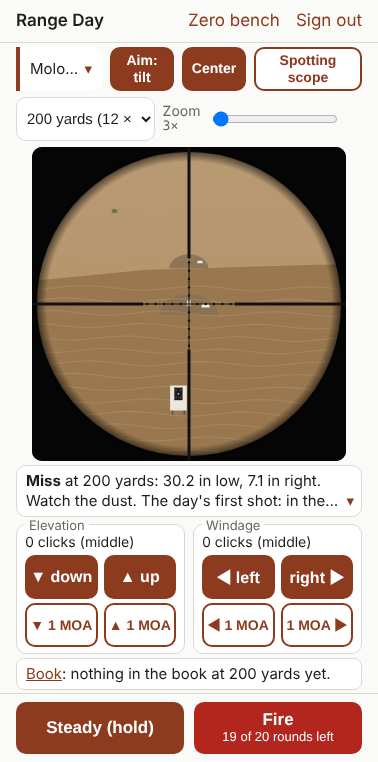 Range Day
Zero bench
Sign out
Molo... ▼
Aim:
tilt
Center
Spotting
scope
200 yards (12 ×
Zoom
3×
Miss at 200 yards: 30.2 in low, 7.1 in right.
Watch the dust. The day's first shot: in the... ▼
Elevation
0 clicks (middle)
▼ down
▲ up
▼ 1 MOA
▲ 1 MOA
Windage
0 clicks (middle)
◀ left
right ▶
◀ 1 MOA
1 MOA ▶
Book: nothing in the book at 200 yards yet.
Steady (hold)
Fire
19 of 20 rounds left